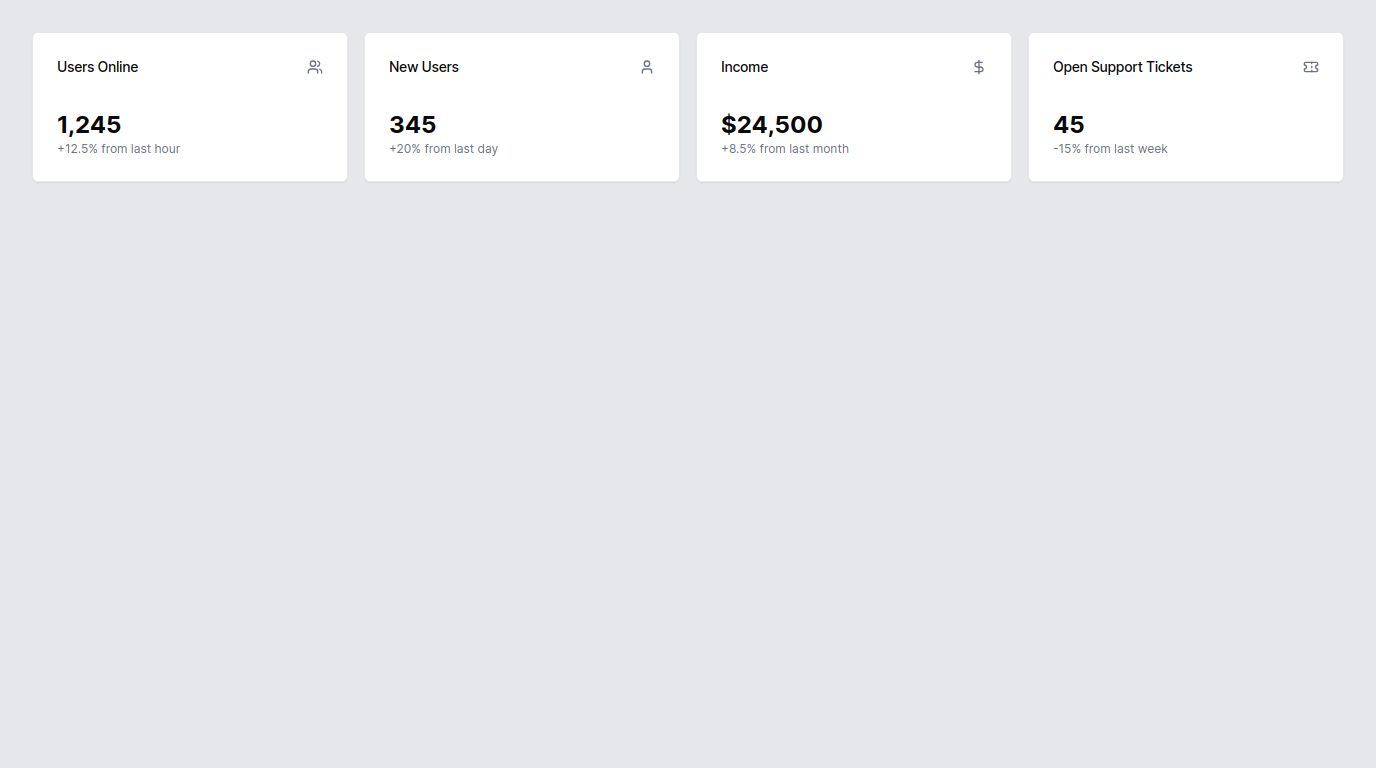 Users Online
1,245
+12.5% from last hour
New Users
345
+20% from last day
Income
$24,500
+8.5% from last month
Open Support Tickets
45
-15% from last week